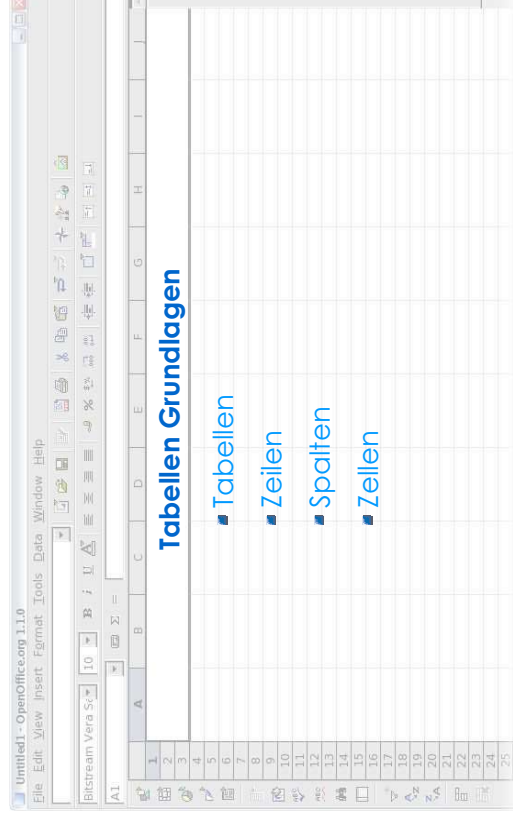 Untitled1 - OpenOffice.org 1.1.0
File Edit View Insert Format Tools Data Window Help
Bitstream Vera Sa 10 B i U A
A1 Σ =
A B C D E F G H I J
1
2
3
4
5
6
7
8
9
10
11
12
13
14
15
16
17
18
19
20
21
22
23
24
25
Tabellen Grundlagen
Tabellen
Zeilen
Spalten
Zellen